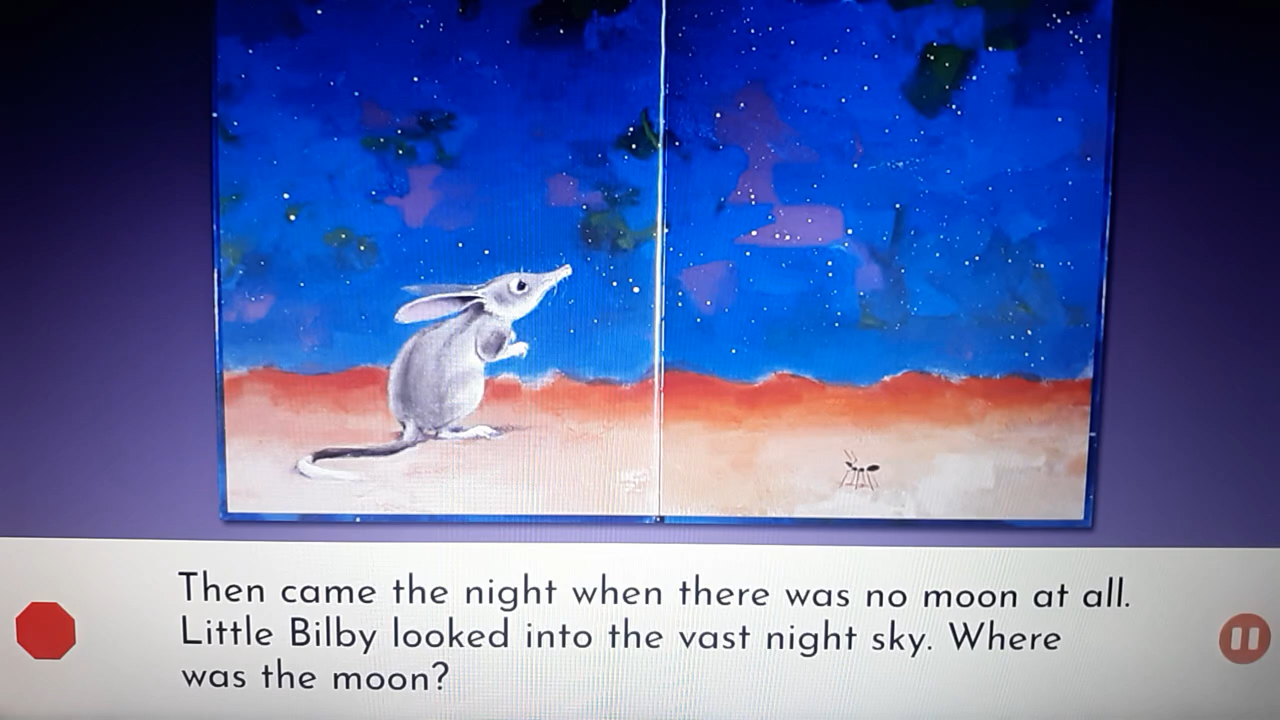 Then came the night when there was no moon at all.
Little Bilby looked into the vast night sky. Where
was the moon?